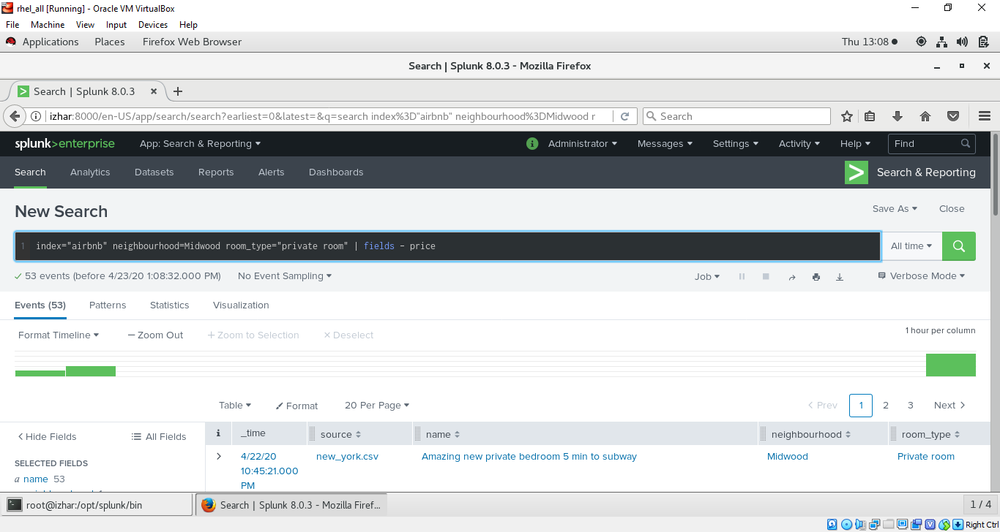 rhel_all [Running] - Oracle VM VirtualBox
File Machine View Input Devices Help
Applications Places Firefox Web Browser Thu 13:08
Search | Splunk 8.0.3 - Mozilla Firefox
Search | Splunk 8.0.3
izhar:8000/en-US/app/search/search?earliest=0&latest=&q=search index%3D"airbnb" neighbourhood%3DMidwood r
Search
splunk>enterprise App: Search & Reporting Administrator Messages Settings Activity Help Find
Search Analytics Datasets Reports Alerts Dashboards Search & Reporting
New Search Save As Close
1 index="airbnb" neighbourhood=Midwood room_type="private room" | fields - price All time
53 events (before 4/23/20 1:08:32.000 PM) No Event Sampling Job Verbose Mode
Events (53) Patterns Statistics Visualization
Format Timeline — Zoom Out + Zoom to Selection × Deselect 1 hour per column
Table Format 20 Per Page < Prev 1 2 3 Next >
< Hide Fields All Fields i _time source name neighbourhood room_type
SELECTED FIELDS
a name 53
> 4/22/20 new_york.csv Amazing new private bedroom 5 min to subway Midwood Private room
10:45:21.000
PM
root@izhar:/opt/splunk/bin Search | Splunk 8.0.3 - Mozilla Firef... 1 / 4
Right Ctrl